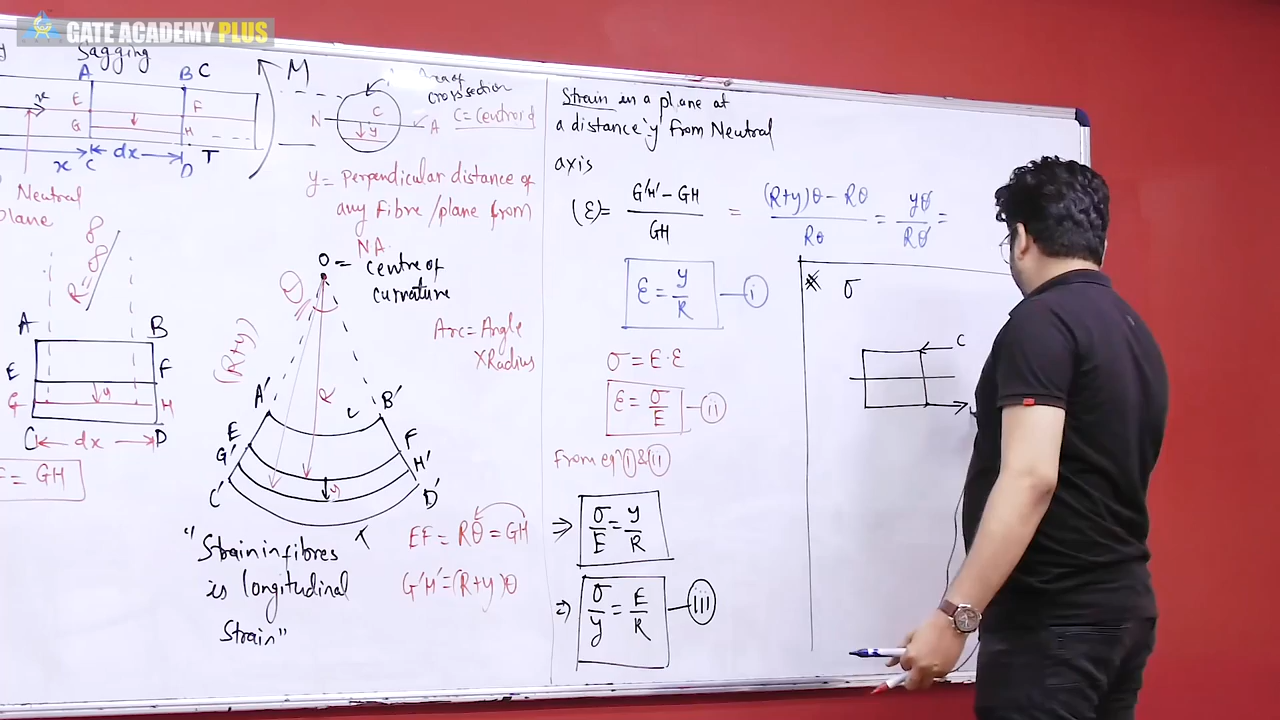 GATE ACADEMY PLUS
Sagging
A B C
E F
G H
x C dx D T
Neutral
Plane
R = ∞
A B
E F
G y H
C dx D
= GH
M
Area of
cross section
C = Centroid
N C A
y
y = Perpendicular distance of
any Fibre/plane from
NA.
O = centre of
curvature
θ
(R+y)
R
Arc = Angle
X Radius
A' B'
E F
G' H'
C' D'
y
"Strain in fibres
is longitudinal
Strain"
EF = Rθ = GH
G'H' = (R+y)θ
Strain in a plane at
a distance 'y' from Neutral
axis
(ε) = G'H' - GH / GH = (R+y)θ - Rθ / Rθ = yθ / Rθ =
ε = y/R — i
σ = E·ε
ε = σ/E — ii
From eqn i & ii
⇒ σ/E = y/R
⇒ σ/y = E/R — iii
* σ
C